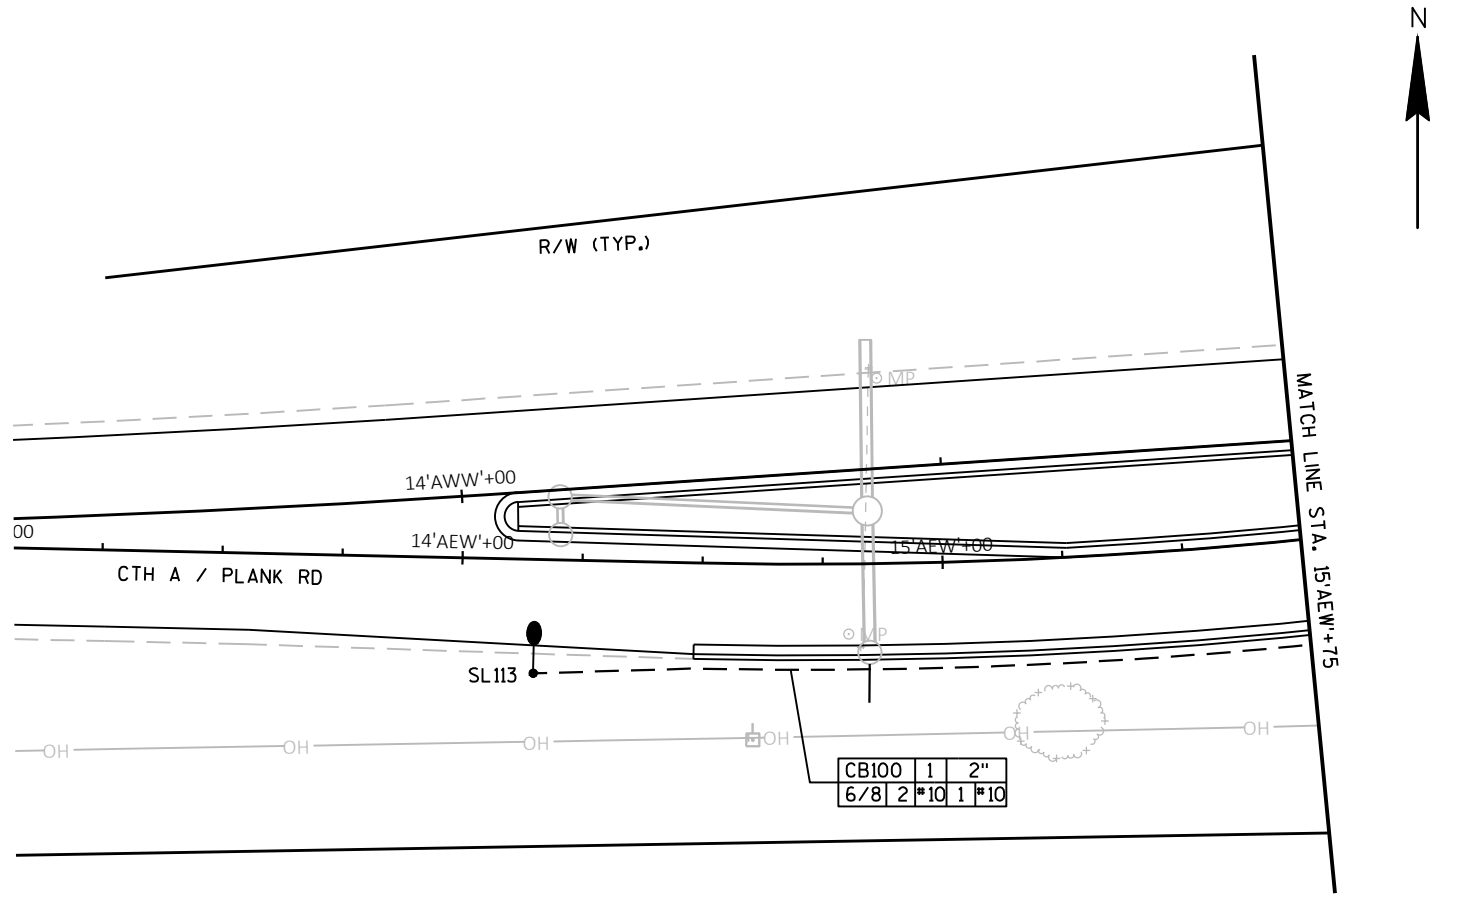 N
R/W (TYP.)
MP
14'AWW'+00
00
14'AEW'+00
15'AEW'+00
CTH A / PLANK RD
MP
SL113
MATCH LINE STA. 15'AEW'+75
OH OH OH OH OH OH
CB100 1 2"
6/8 2 #10 1 #10